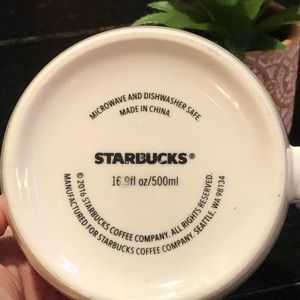 MICROWAVE AND DISHWASHER SAFE.
MADE IN CHINA.
STARBUCKS®
16.9fl oz/500ml
© 2016 STARBUCKS COFFEE COMPANY. ALL RIGHTS RESERVED.
MANUFACTURED FOR STARBUCKS COFFEE COMPANY. SEATTLE, WA 98134